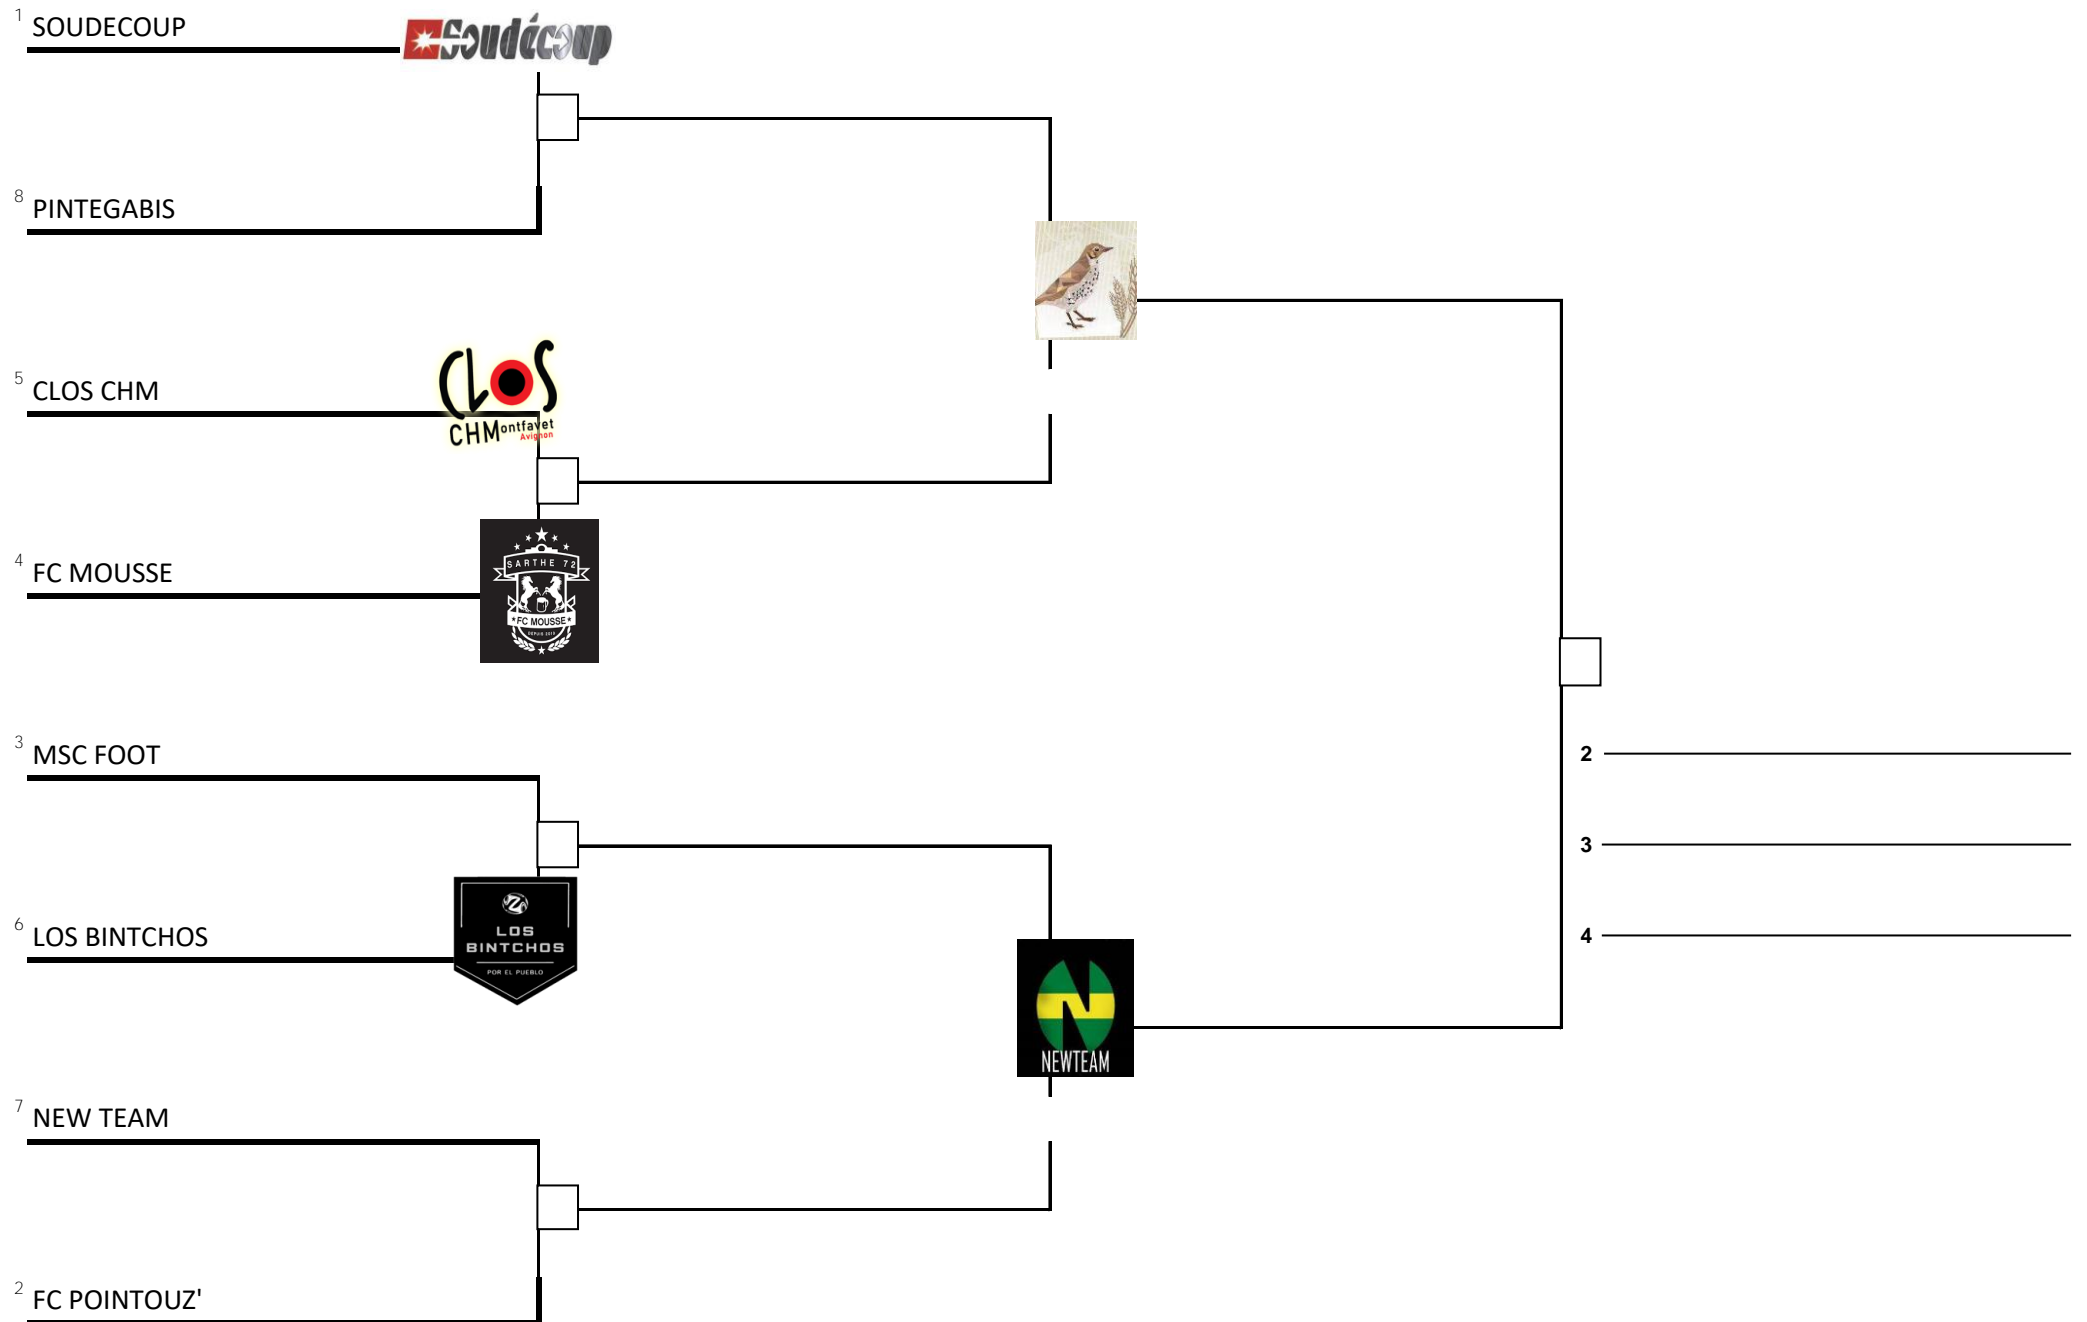 1 SOUDECOUP
Soudécoup
8 PINTEGABIS
5 CLOS CHM
CLOS
CHMontfavet
Avignon
4 FC MOUSSE
SARTHE 72
*FC MOUSSE*
3 MSC FOOT
2
3
6 LOS BINTCHOS
LOS
BINTCHOS
POR EL PUEBLO
4
N
NEWTEAM
7 NEW TEAM
2 FC POINTOUZ'